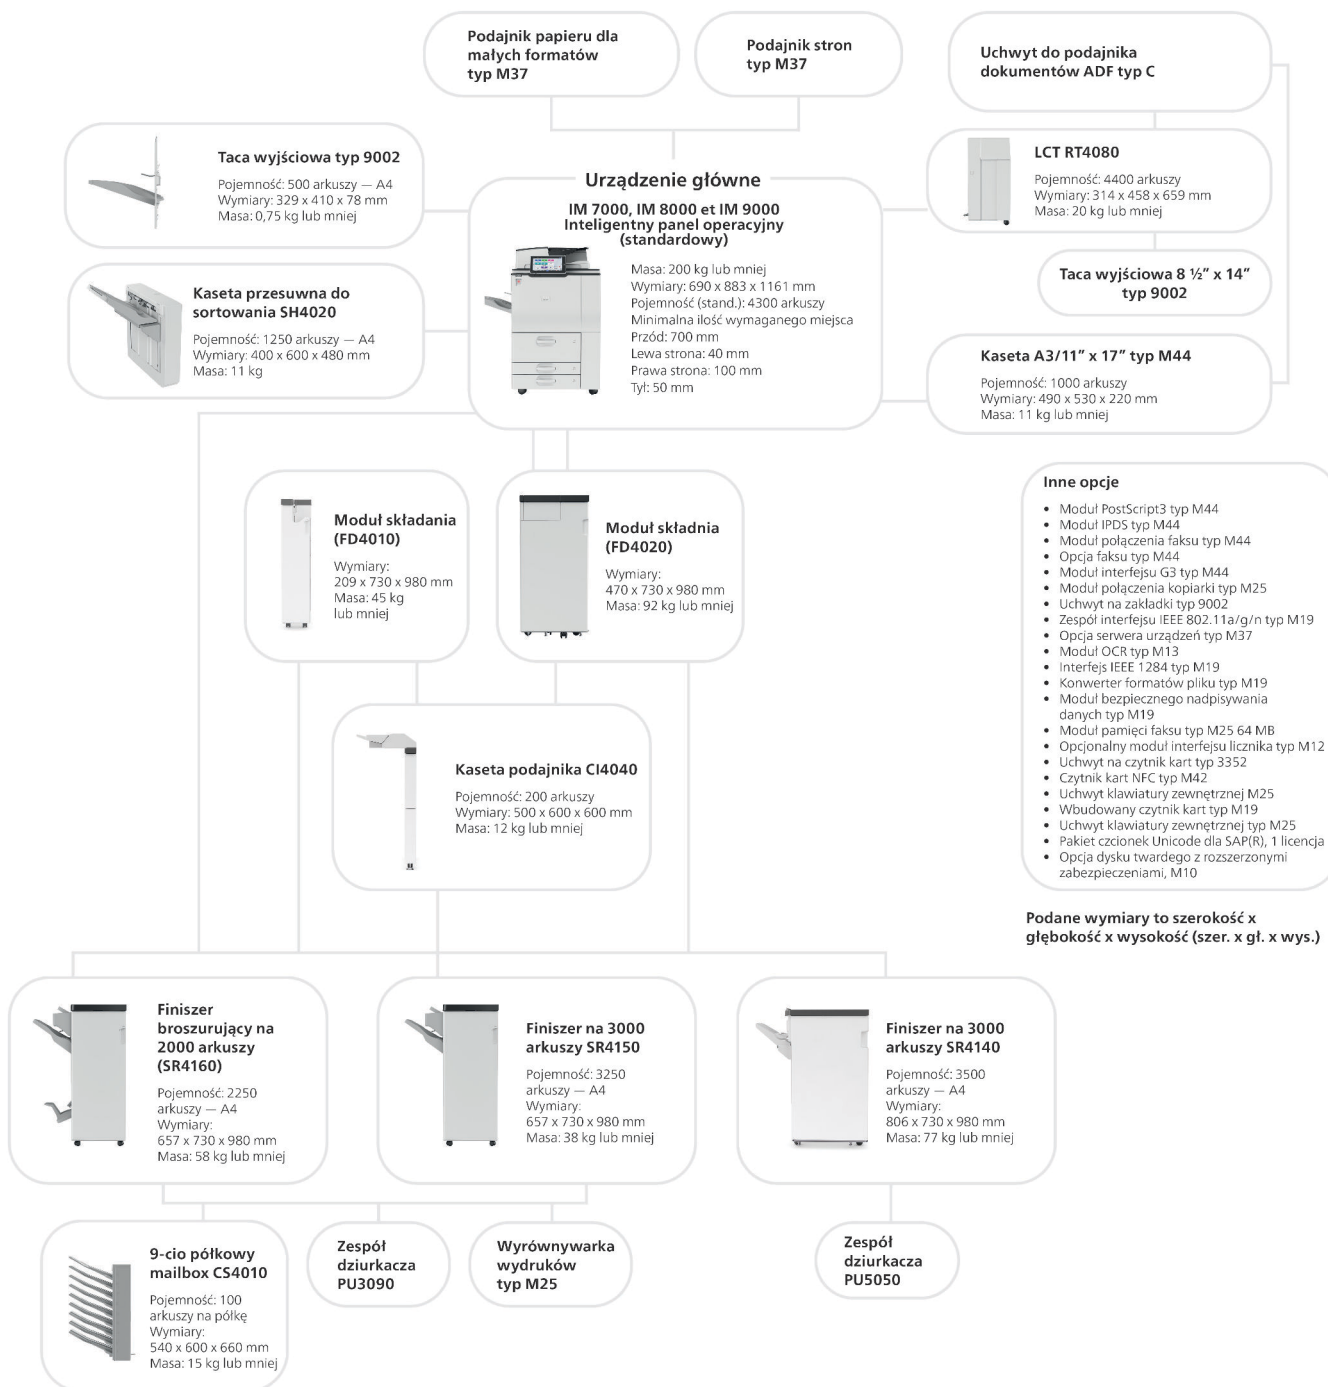 Podajnik papieru dla
małych formatów
typ M37
Podajnik stron
typ M37
Uchwyt do podajnika
dokumentów ADF typ C
Taca wyjściowa typ 9002
Pojemność: 500 arkuszy — A4
Wymiary: 329 x 410 x 78 mm
Masa: 0,75 kg lub mniej
Urządzenie główne
IM 7000, IM 8000 et IM 9000
Inteligentny panel operacyjny
(standardowy)
Masa: 200 kg lub mniej
Wymiary: 690 x 883 x 1161 mm
Pojemność (stand.): 4300 arkuszy
Minimalna ilość wymaganego miejsca
Przód: 700 mm
Lewa strona: 40 mm
Prawa strona: 100 mm
Tył: 50 mm
LCT RT4080
Pojemność: 4400 arkuszy
Wymiary: 314 x 458 x 659 mm
Masa: 20 kg lub mniej
Taca wyjściowa 8 ½” x 14”
typ 9002
Kaseta przesuwna do
sortowania SH4020
Pojemność: 1250 arkuszy — A4
Wymiary: 400 x 600 x 480 mm
Masa: 11 kg
Kaseta A3/11” x 17” typ M44
Pojemność: 1000 arkuszy
Wymiary: 490 x 530 x 220 mm
Masa: 11 kg lub mniej
Moduł składania
(FD4010)
Wymiary:
209 x 730 x 980 mm
Masa: 45 kg
lub mniej
Moduł składnia
(FD4020)
Wymiary:
470 x 730 x 980 mm
Masa: 92 kg lub mniej
Inne opcje
• Moduł PostScript3 typ M44
• Moduł IPDS typ M44
• Moduł połączenia faksu typ M44
• Opcja faksu typ M44
• Moduł interfejsu G3 typ M44
• Moduł połączenia kopiarki typ M25
• Uchwyt na zakładki typ 9002
• Zespół interfejsu IEEE 802.11a/g/n typ M19
• Opcja serwera urządzeń typ M37
• Moduł OCR typ M13
• Interfejs IEEE 1284 typ M19
• Konwerter formatów pliku typ M19
• Moduł bezpiecznego nadpisywania
danych typ M19
• Moduł pamięci faksu typ M25 64 MB
• Opcjonalny moduł interfejsu licznika typ M12
• Uchwyt na czytnik kart typ 3352
• Czytnik kart NFC typ M42
• Uchwyt klawiatury zewnętrznej M25
• Wbudowany czytnik kart typ M19
• Uchwyt klawiatury zewnętrznej typ M25
• Pakiet czcionek Unicode dla SAP(R), 1 licencja
• Opcja dysku twardego z rozszerzonymi
zabezpieczeniami, M10
Kaseta podajnika CI4040
Pojemność: 200 arkuszy
Wymiary: 500 x 600 x 600 mm
Masa: 12 kg lub mniej
Podane wymiary to szerokość x
głębokość x wysokość (szer. x gł. x wys.)
Finiszer
broszurujący na
2000 arkuszy
(SR4160)
Pojemność: 2250
arkuszy — A4
Wymiary:
657 x 730 x 980 mm
Masa: 58 kg lub mniej
Finiszer na 3000
arkuszy SR4150
Pojemność: 3250
arkuszy — A4
Wymiary:
657 x 730 x 980 mm
Masa: 38 kg lub mniej
Finiszer na 3000
arkuszy SR4140
Pojemność: 3500
arkuszy — A4
Wymiary:
806 x 730 x 980 mm
Masa: 77 kg lub mniej
9-cio półkowy
mailbox CS4010
Pojemność: 100
arkuszy na półkę
Wymiary:
540 x 600 x 660 mm
Masa: 15 kg lub mniej
Zespół
dziurkacza
PU3090
Wyrównywarka
wydruków
typ M25
Zespół
dziurkacza
PU5050